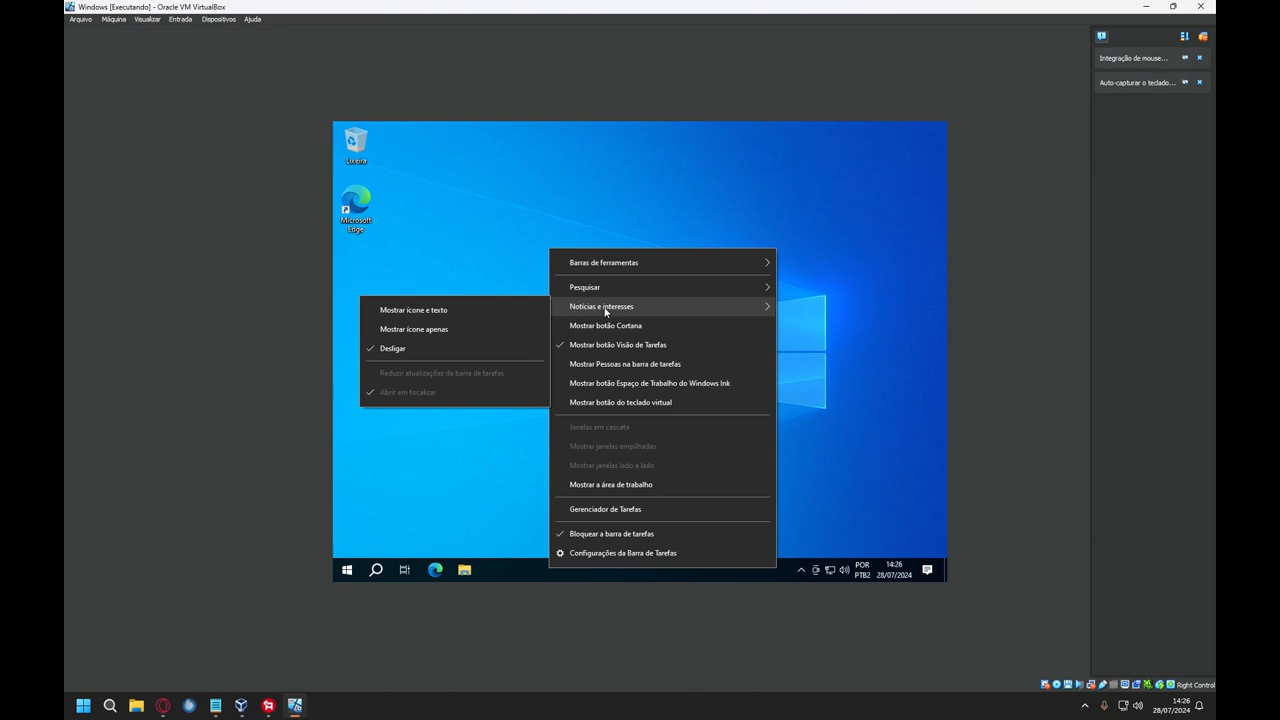 Windows [Executando] - Oracle VM VirtualBox
Arquivo Máquina Visualizar Entrada Dispositivos Ajuda
Integração de mouse...
Auto-capturar o teclado...
Lixeira
Microsoft
Edge
Barras de ferramentas
Pesquisar
Notícias e interesses
Mostrar botão Cortana
Mostrar botão Visão de Tarefas
Mostrar Pessoas na barra de tarefas
Mostrar botão Espaço de Trabalho do Windows Ink
Mostrar botão do teclado virtual
Janelas em cascata
Mostrar janelas empilhadas
Mostrar janelas lado a lado
Mostrar a área de trabalho
Gerenciador de Tarefas
Bloquear a barra de tarefas
Configurações da Barra de Tarefas
Mostrar ícone e texto
Mostrar ícone apenas
Desligar
Reduzir atualizações da barra de tarefas
Abrir em focalizar
POR 14:26
PTB2 28/07/2024
Right Control
14:26
28/07/2024